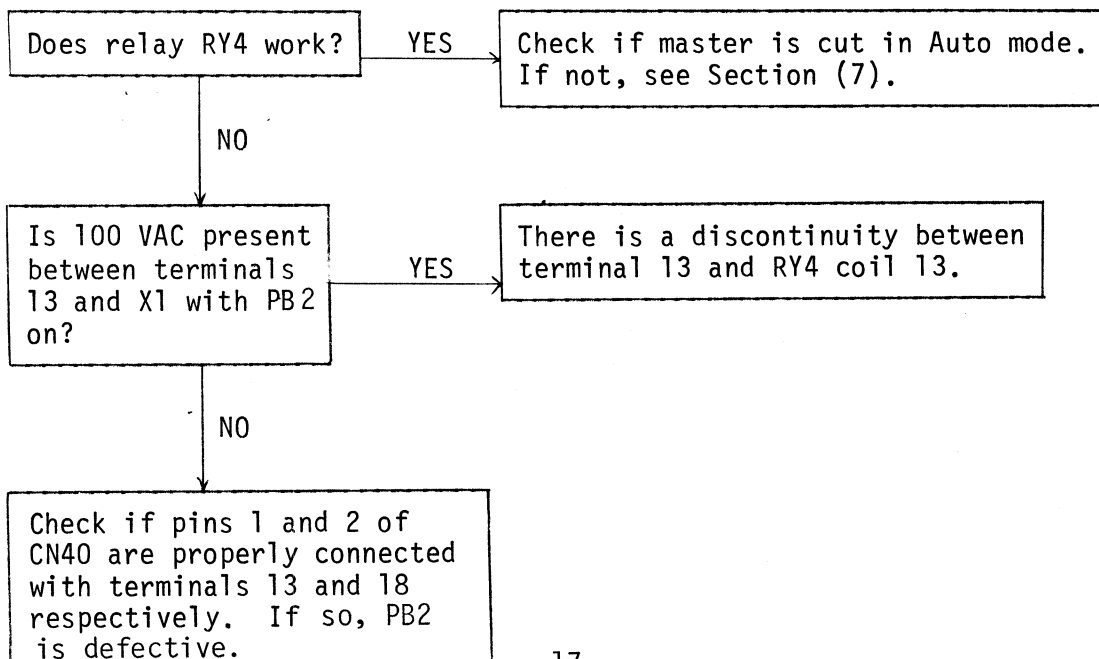 Does relay RY4 work?
YES
Check if master is cut in Auto mode.
If not, see Section (7).
NO
Is 100 VAC present
between terminals
13 and X1 with PB2
on?
YES
There is a discontinuity between
terminal 13 and RY4 coil 13.
NO
Check if pins 1 and 2 of
CN40 are properly connected
with terminals 13 and 18
respectively. If so, PB2
is defective.
17